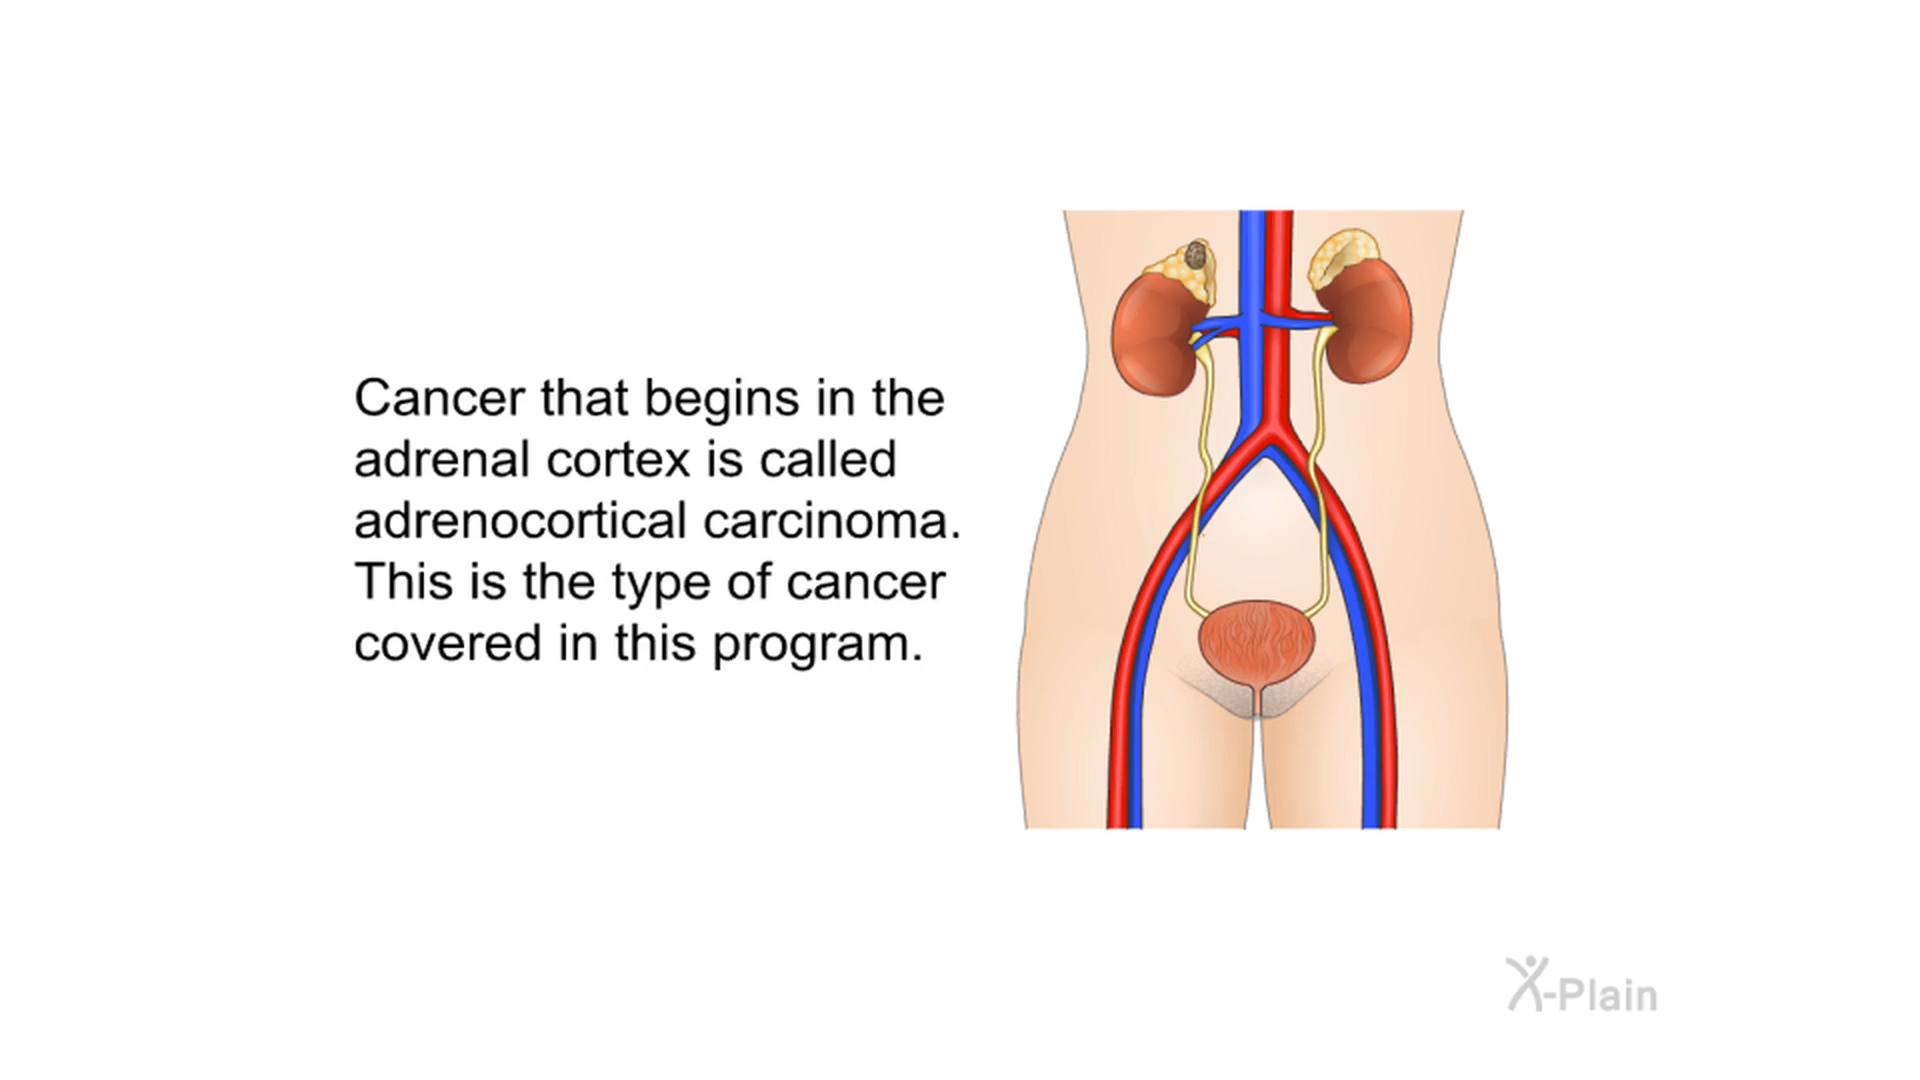 Cancer that begins in the
adrenal cortex is called
adrenocortical carcinoma.
This is the type of cancer
covered in this program.
X-Plain